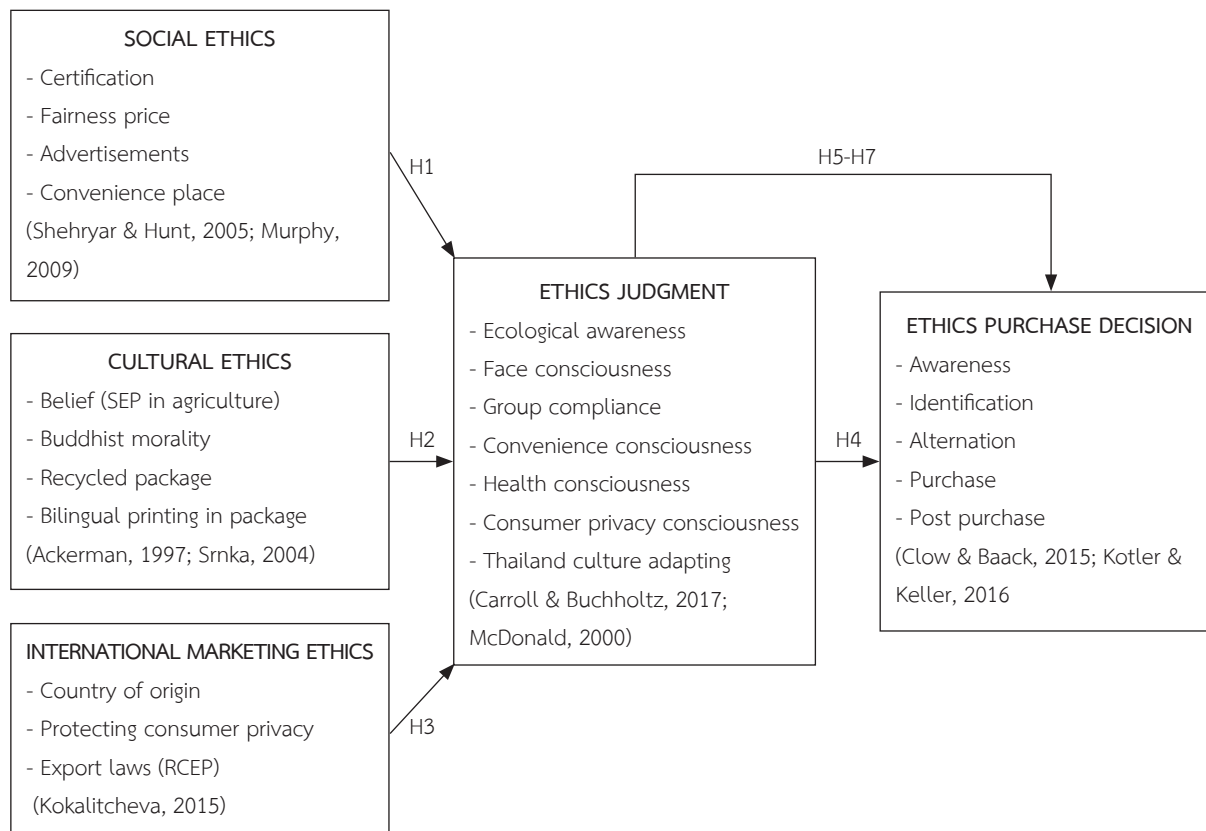 SOCIAL ETHICS
- Certification
- Fairness price
- Advertisements
- Convenience place
(Shehryar & Hunt, 2005; Murphy,
2009)
H1
CULTURAL ETHICS
- Belief (SEP in agriculture)
- Buddhist morality
- Recycled package
- Bilingual printing in package
(Ackerman, 1997; Srnka, 2004)
H2
INTERNATIONAL MARKETING ETHICS
- Country of origin
- Protecting consumer privacy
- Export laws (RCEP)
(Kokalitcheva, 2015)
H3
ETHICS JUDGMENT
- Ecological awareness
- Face consciousness
- Group compliance
- Convenience consciousness
- Health consciousness
- Consumer privacy consciousness
- Thailand culture adapting
(Carroll & Buchholtz, 2017;
McDonald, 2000)
H5-H7
H4
ETHICS PURCHASE DECISION
- Awareness
- Identification
- Alternation
- Purchase
- Post purchase
(Clow & Baack, 2015; Kotler &
Keller, 2016